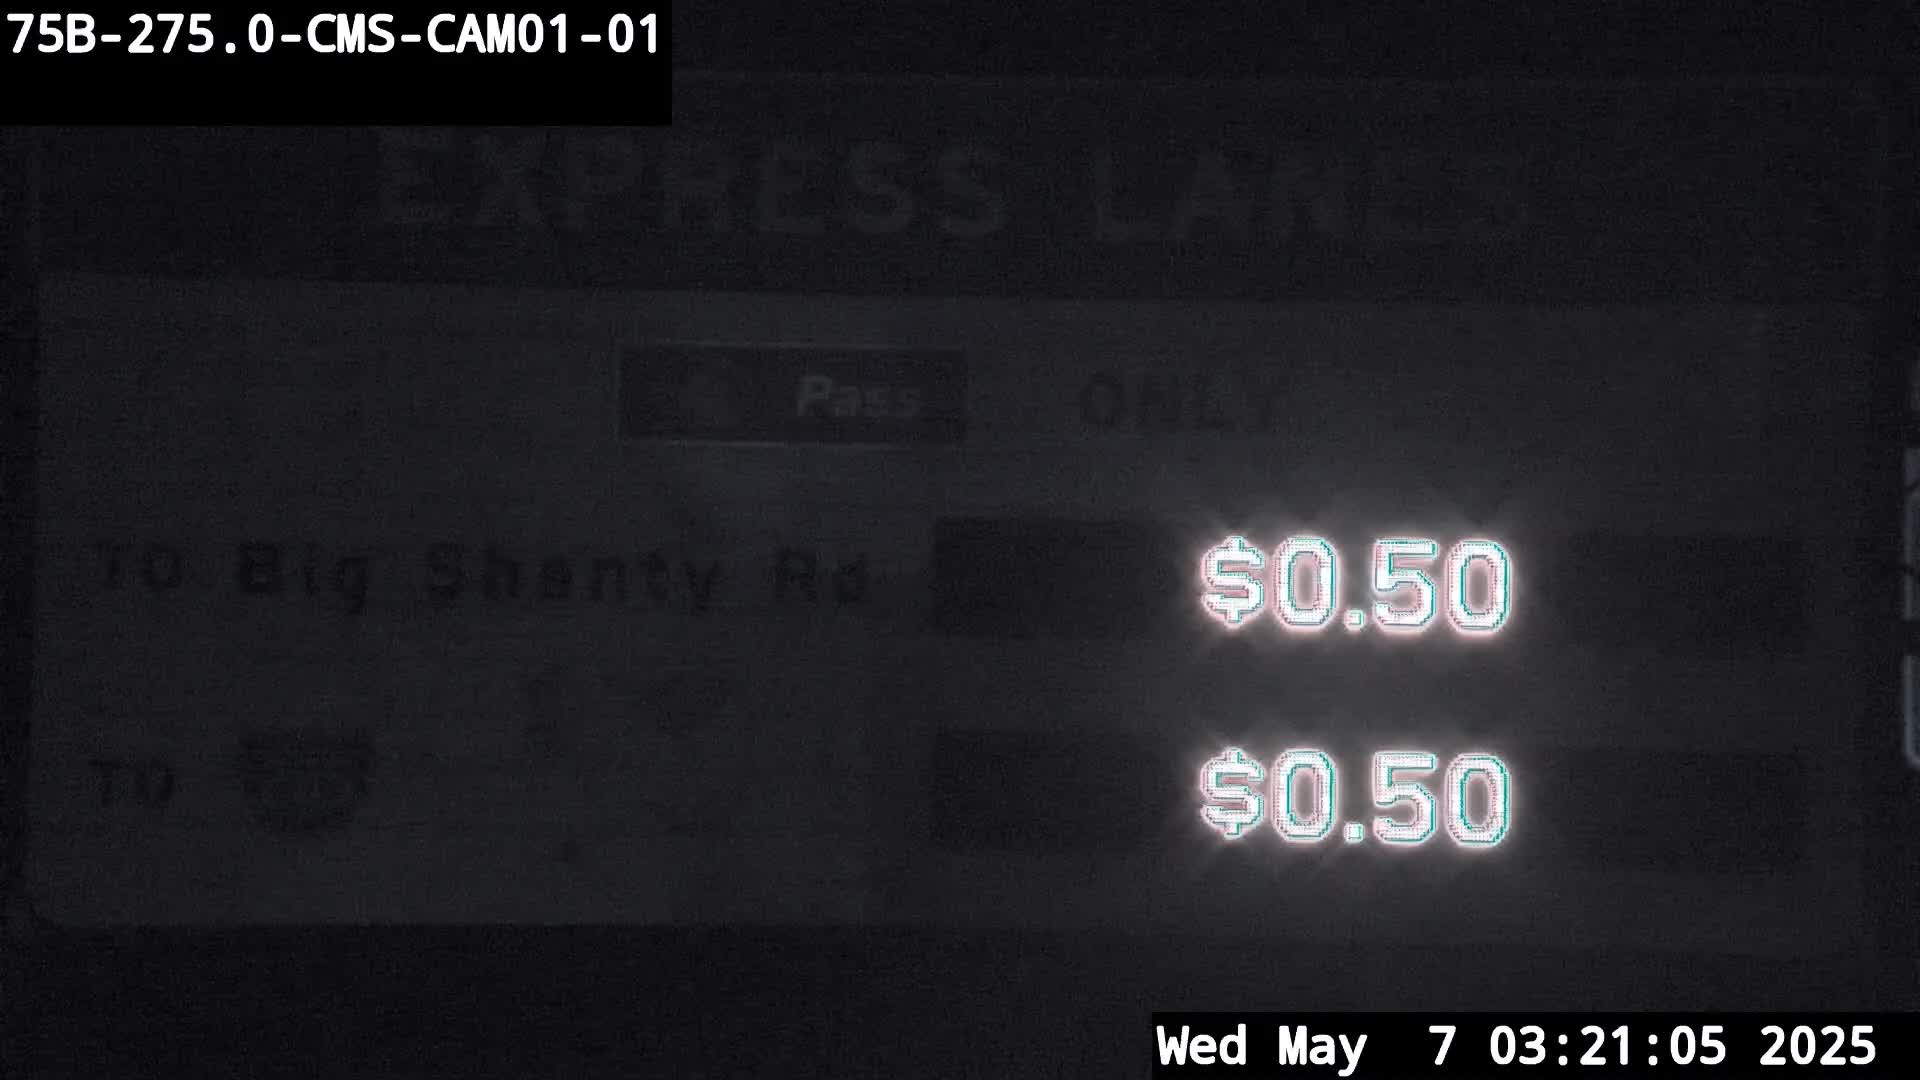 75B-275.0-CMS-CAM01-01
EXPRESS LANES
Pass ONLY
TO Big Shanty Rd $0.50
TO $0.50
Wed May 7 03:21:05 2025